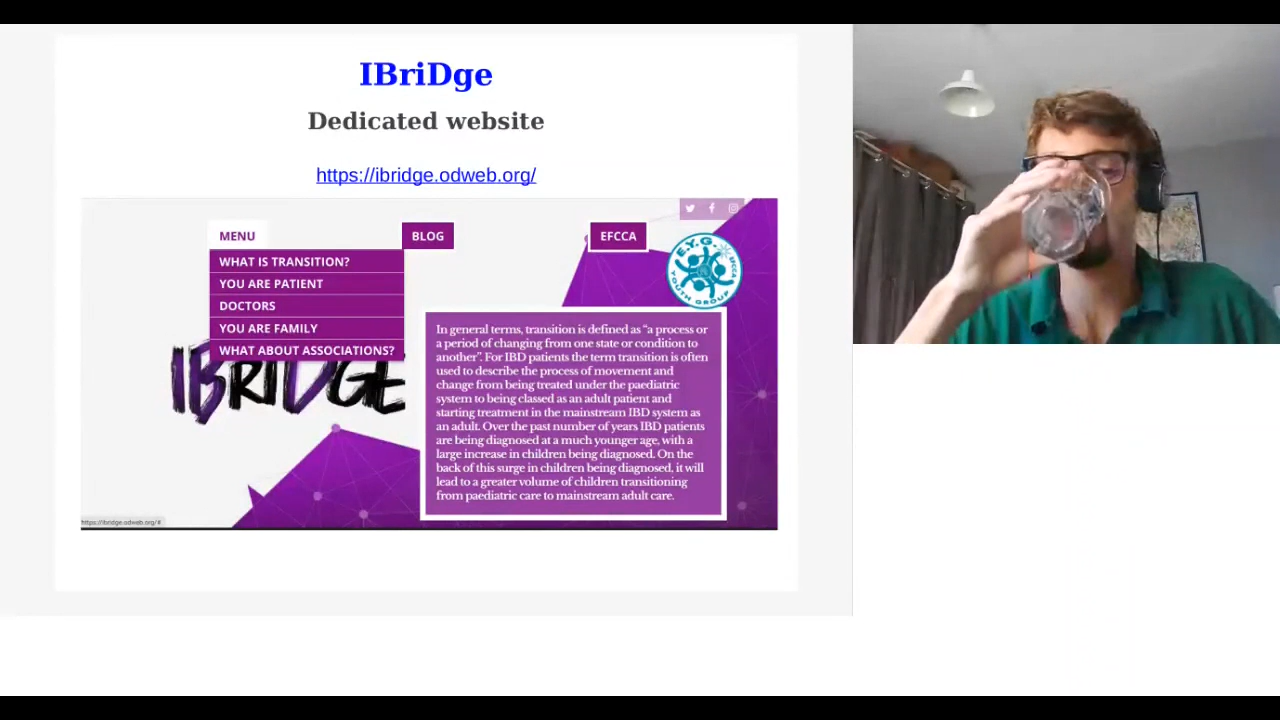 IBriDge
Dedicated website
https://ibridge.odweb.org/
MENU
BLOG
EFCCA
WHAT IS TRANSITION?
YOU ARE PATIENT
DOCTORS
YOU ARE FAMILY
WHAT ABOUT ASSOCIATIONS?
IBRIDGE
E.Y.G.
EFCCA
YOUTH GROUP
In general terms, transition is defined as “a process or
a period of changing from one state or condition to
another”. For IBD patients the term transition is often
used to describe the process of movement and
change from being treated under the paediatric
system to being classed as an adult patient and
starting treatment in the mainstream IBD system as
an adult. Over the past number of years IBD patients
are being diagnosed at a much younger age, with a
large increase in children being diagnosed. On the
back of this surge in children being diagnosed, it will
lead to a greater volume of children transitioning
from paediatric care to mainstream adult care.
https://ibridge.odweb.org/#